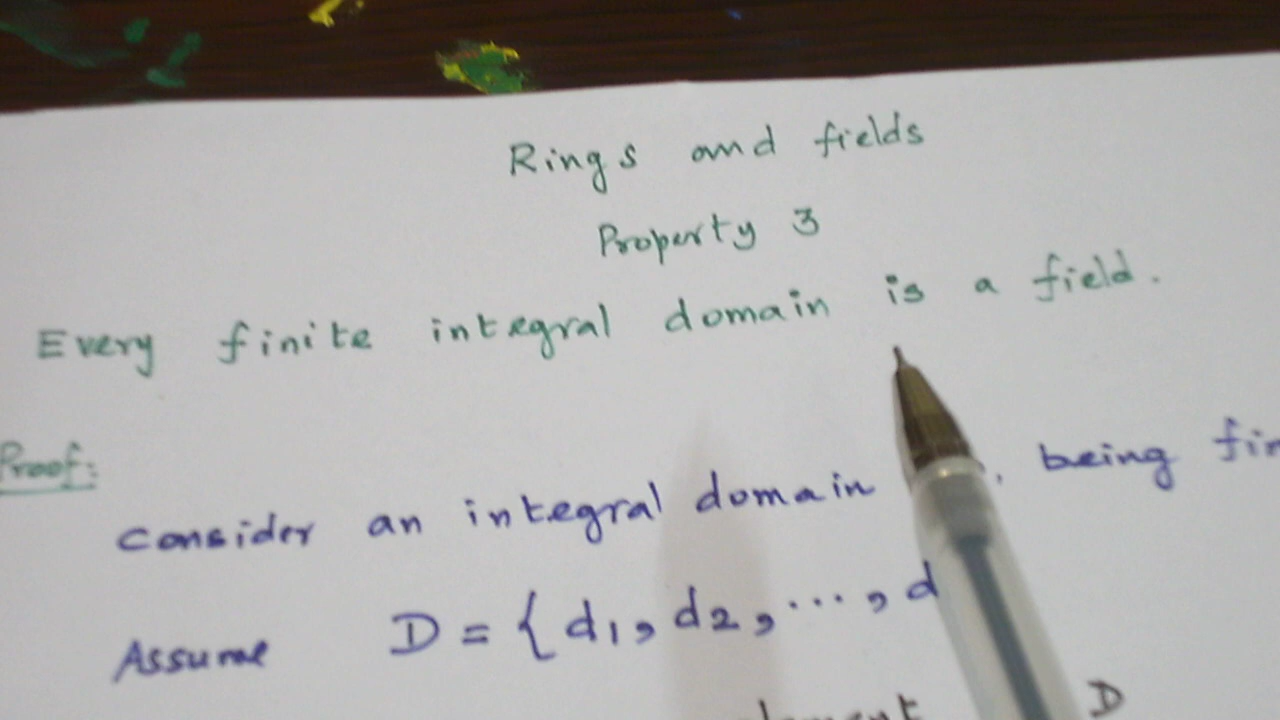 Rings and fields
Property 3
Every finite integral domain is a field.
Proof:
Consider an integral domain , being
Assume D = { d1, d2, ..., d
D